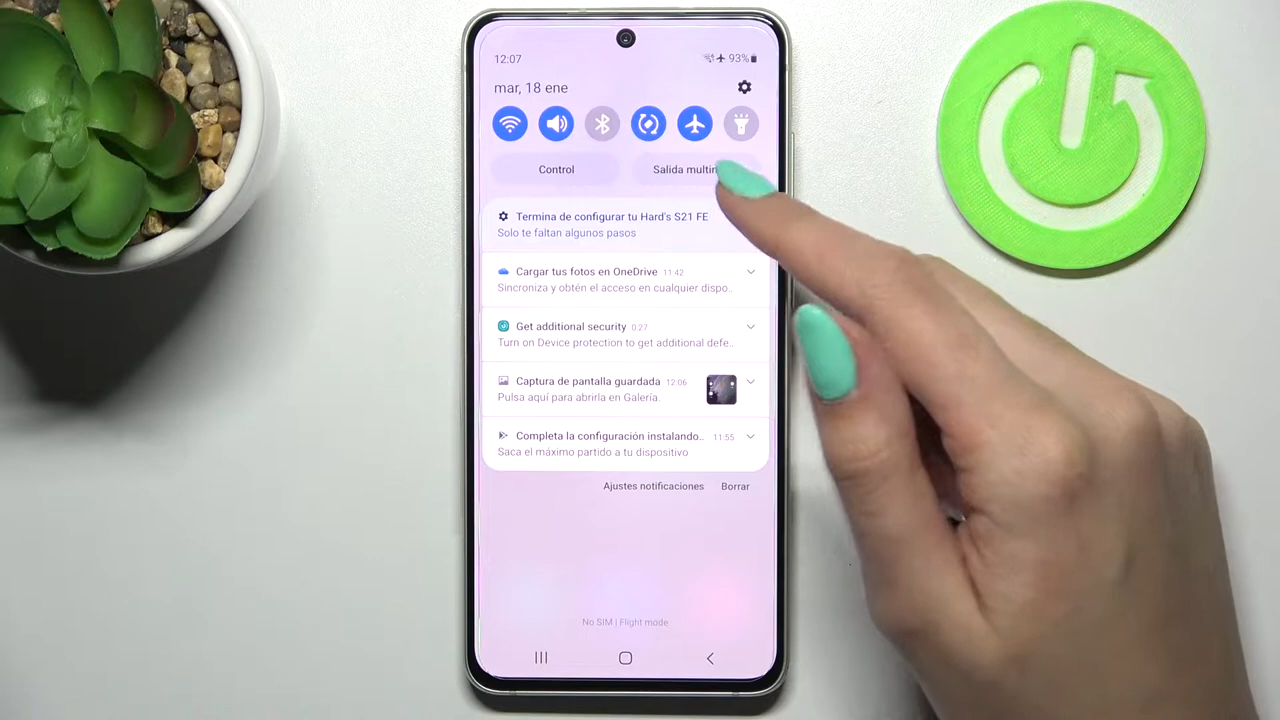 12:07
93%
mar, 18 ene
Control
Salida
Termina de configurar tu Hard's S21 FE
Solo te faltan algunos pasos
Cargar tus fotos en OneDrive 11:42
Sincroniza y obtén el acceso en cualquier dispo..
Get additional security 0:27
Turn on Device protection to get additional defe..
Captura de pantalla guardada 12:06
Pulsa aquí para abrirla en Galería.
Completa la configuración instalando.. 11:55
Saca el máximo partido a tu dispositivo
Ajustes notificaciones Borrar
No SIM | Flight mode